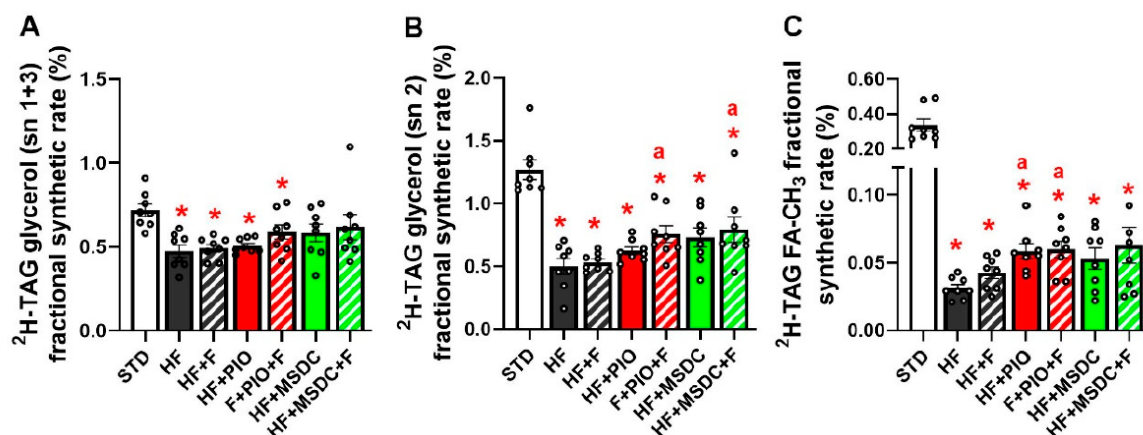 A
²H-TAG glycerol (sn 1+3)
fractional synthetic rate (%)
1.5
1.0
0.5
0.0
*
*
*
*
STD
HF
HF+F
HF+PIO
F+PIO+F
HF+MSDC
HF+MSDC+F
B
²H-TAG glycerol (sn 2)
fractional synthetic rate (%)
2.0
1.5
1.0
0.5
0.0
*
*
*
a
*
*
a
*
STD
HF
HF+F
HF+PIO
F+PIO+F
HF+MSDC
HF+MSDC+F
C
²H-TAG FA-CH₃ fractional
synthetic rate (%)
0.60
0.40
0.20
0.10
0.05
0.00
*
*
a
*
a
*
*
*
STD
HF
HF+F
HF+PIO
F+PIO+F
HF+MSDC
HF+MSDC+F